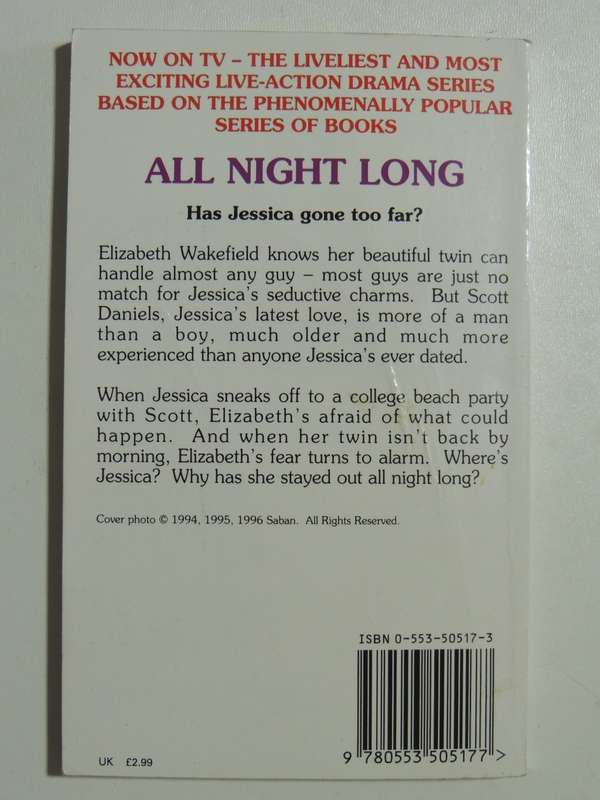 NOW ON TV – THE LIVELIEST AND MOST
EXCITING LIVE-ACTION DRAMA SERIES
BASED ON THE PHENOMENALLY POPULAR
SERIES OF BOOKS
ALL NIGHT LONG
Has Jessica gone too far?
Elizabeth Wakefield knows her beautiful twin can
handle almost any guy – most guys are just no
match for Jessica's seductive charms. But Scott
Daniels, Jessica's latest love, is more of a man
than a boy, much older and much more
experienced than anyone Jessica's ever dated.
When Jessica sneaks off to a college beach party
with Scott, Elizabeth's afraid of what could
happen. And when her twin isn't back by
morning, Elizabeth's fear turns to alarm. Where's
Jessica? Why has she stayed out all night long?
Cover photo © 1994, 1995, 1996 Saban. All Rights Reserved.
ISBN 0-553-50517-3
9 780553 505177 >
UK £2.99